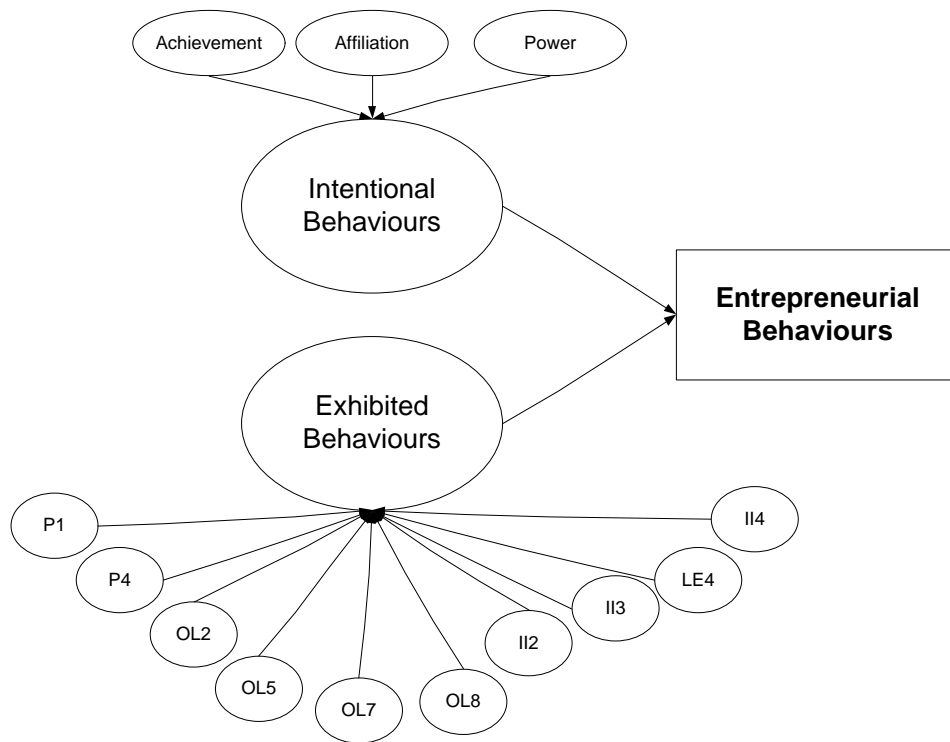 Achievement
Affiliation
Power
Intentional
Behaviours
Entrepreneurial
Behaviours
Exhibited
Behaviours
P1
II4
P4
LE4
II3
OL2
II2
OL5
OL7
OL8